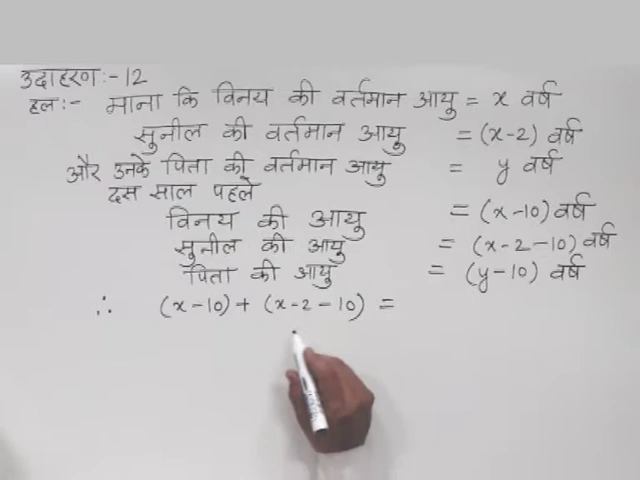 उदाहरण:-12
हल:- माना कि विनय की वर्तमान आयु = x वर्ष
सुनील की वर्तमान आयु = (x-2) वर्ष
और उनके पिता की वर्तमान आयु = y वर्ष
दस साल पहले
विनय की आयु = (x-10) वर्ष
सुनील की आयु = (x-2-10) वर्ष
पिता की आयु = (y-10) वर्ष
∴ (x-10) + (x-2-10) =